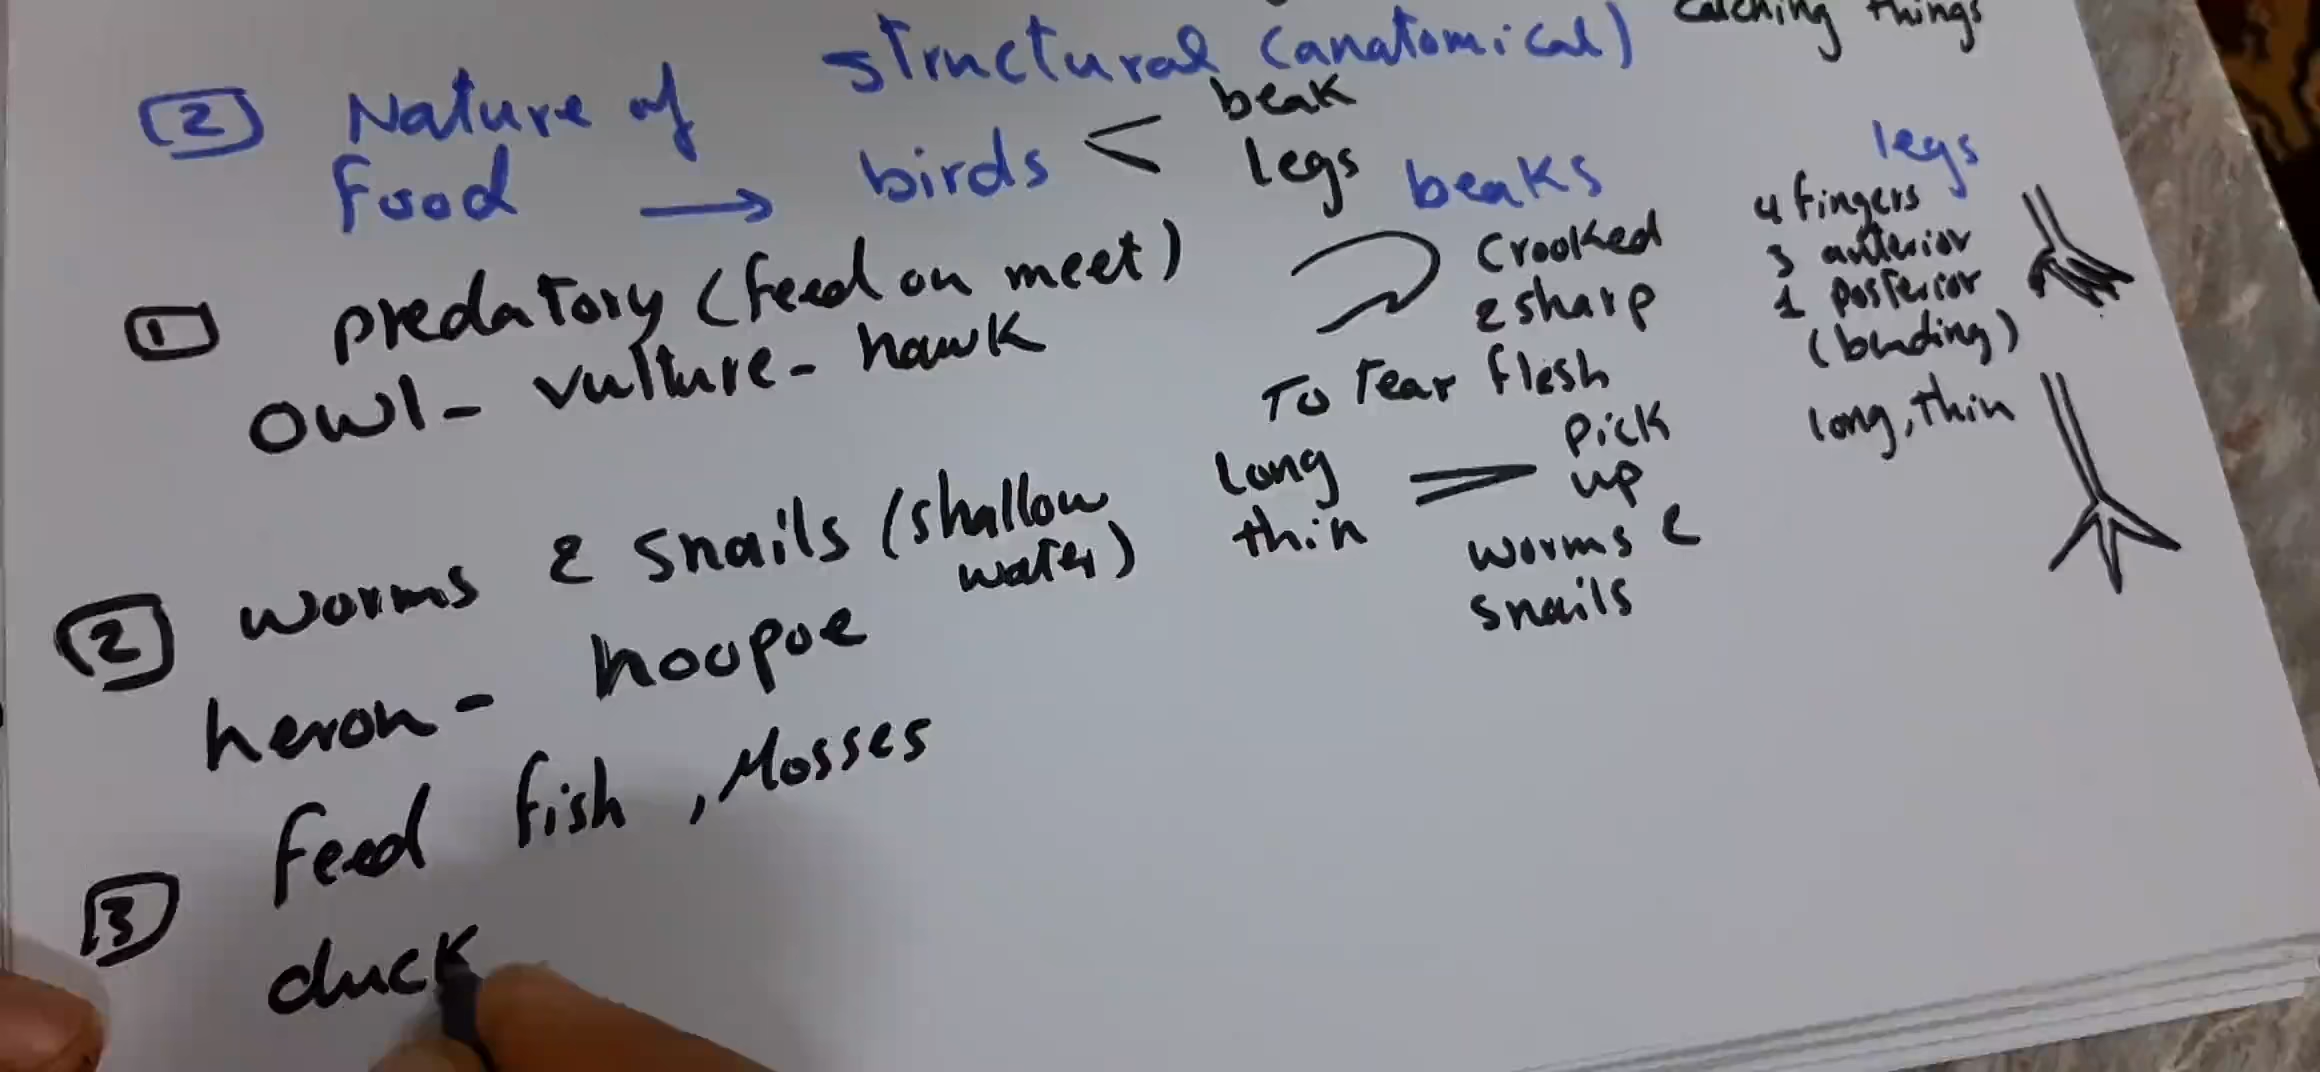 catching things
structural (anatomical)
[2] Nature of
Food → birds < beak
legs
beaks
legs
[1] predatory (feed on meet)
owl - vulture - hawk
crooked
& sharp
To Tear flesh
4 fingers
3 anterior
1 posterior
(bending)
[2] worms & snails (shallow
water)
heron - hoopoe
long
thin
pick
up
worms &
snails
long, thin
[3] feed fish, Mosses
duck